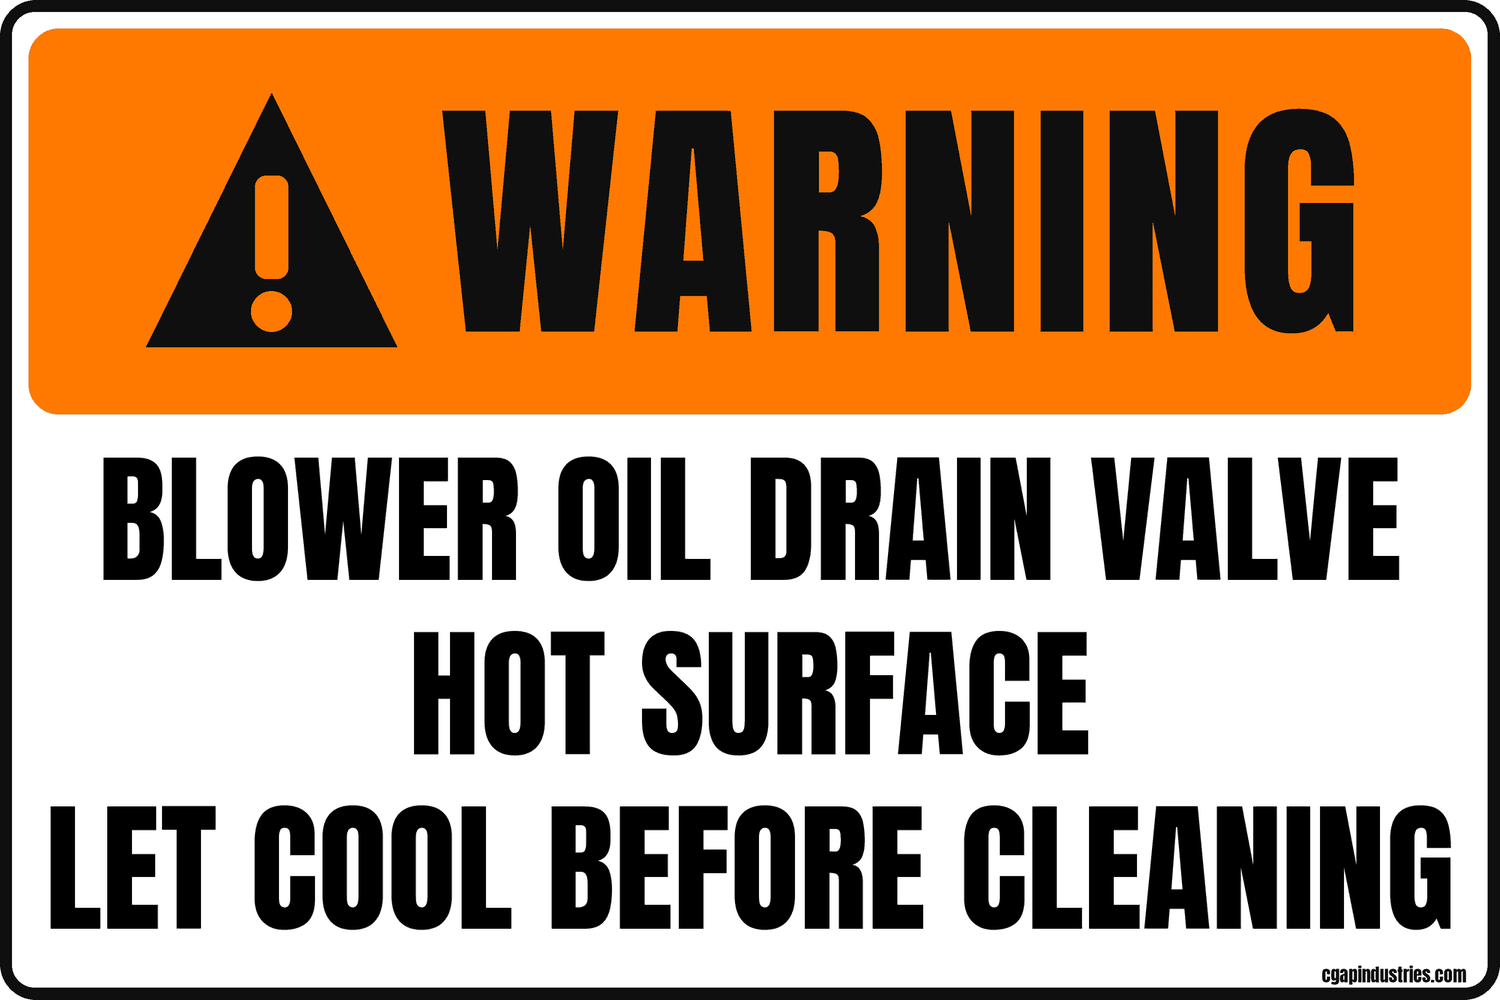 WARNING
BLOWER OIL DRAIN VALVE
HOT SURFACE
LET COOL BEFORE CLEANING
cgapindustries.com